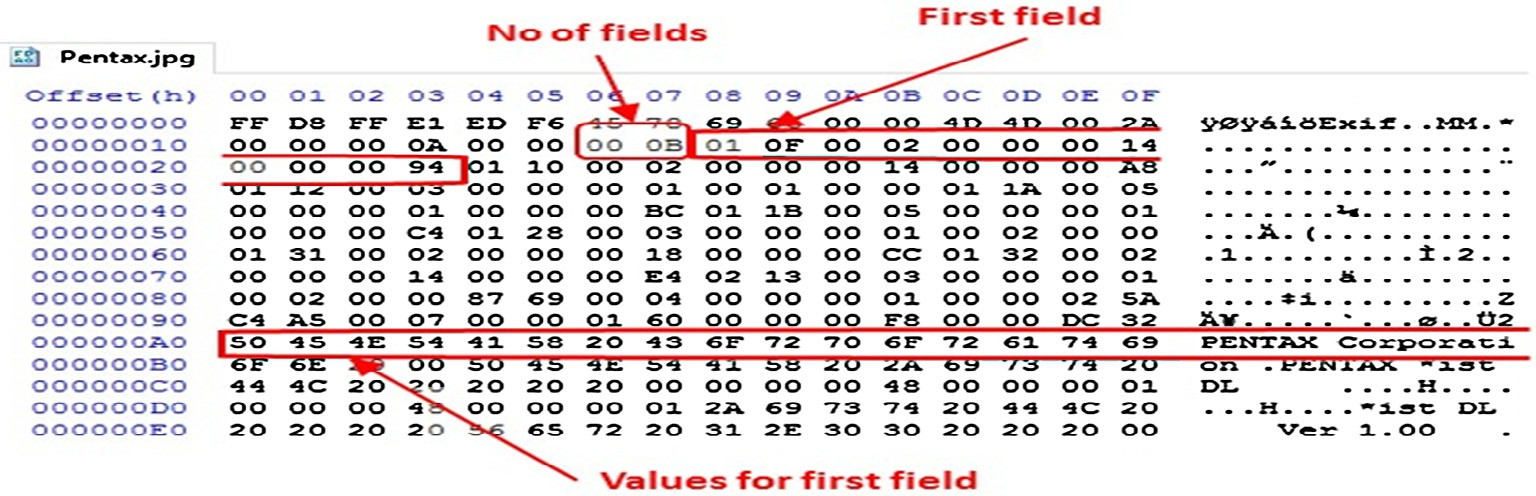 First field
No of fields
Pentax.jpg
Offset(h) 00 01 02 03 04 05 06 07 08 09 0A 0B 0C 0D 0E 0F
00000000 FF D8 FF E1 ED F6 45 78 69 66 00 00 4D 4D 00 2A ÿØÿáíöExif..MM.*
00000010 00 00 00 0A 00 00 00 0B 01 0F 00 02 00 00 00 14 ................
00000020 00 00 00 94 01 10 00 02 00 00 00 14 00 00 00 A8 ...”...........¨
00000030 01 12 00 03 00 00 00 01 00 01 00 00 01 1A 00 05 ................
00000040 00 00 00 01 00 00 00 BC 01 1B 00 05 00 00 00 01 .......¼........
00000050 00 00 00 C4 01 28 00 03 00 00 00 01 00 02 00 00 ...Ä.(..........
00000060 01 31 00 02 00 00 00 18 00 00 00 CC 01 32 00 02 .1.........Ì.2..
00000070 00 00 00 14 00 00 00 E4 02 13 00 03 00 00 00 01 .......ä........
00000080 00 02 00 00 87 69 00 04 00 00 00 01 00 00 02 5A ....‡i.........Z
00000090 C4 A5 00 07 00 00 01 60 00 00 00 F8 00 00 DC 32 Ä¥.....`...ø..Ü2
000000A0 50 45 4E 54 41 58 20 43 6F 72 70 6F 72 61 74 69 PENTAX Corporati
000000B0 6F 6E 20 00 50 45 4E 54 41 58 20 2A 69 73 74 20 on .PENTAX *ist
000000C0 44 4C 20 20 20 20 20 00 00 00 00 48 00 00 00 01 DL ....H....
000000D0 00 00 00 48 00 00 00 01 2A 69 73 74 20 44 4C 20 ...H....*ist DL
000000E0 20 20 20 20 56 65 72 20 31 2E 30 30 20 20 20 00 Ver 1.00 .
Values for first field